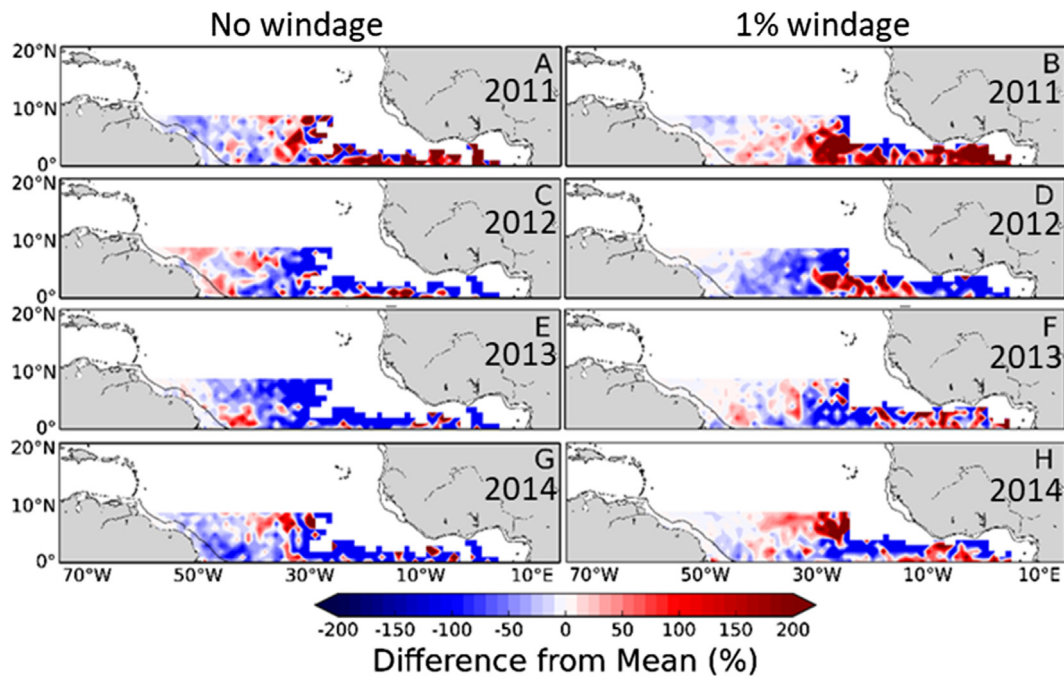 No windage 1% windage
20°N A B
2011 2011
10°N
0°
20°N C D
2012 2012
10°N
0°
20°N E F
2013 2013
10°N
0°
20°N G H
2014 2014
10°N
0°
70°W 50°W 30°W 10°W 10°E 70°W 50°W 30°W 10°W 10°E
-200 -150 -100 -50 0 50 100 150 200
Difference from Mean (%)